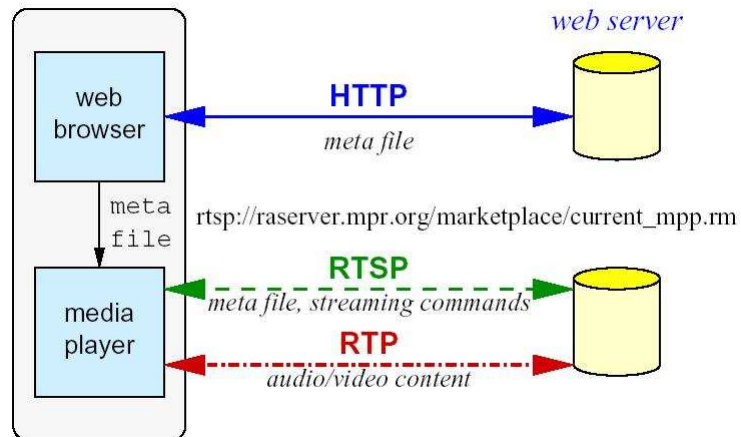 web server
web
browser
HTTP
meta file
meta
file
rtsp://raserver.mpr.org/marketplace/current_mpp.rm
RTSP
meta file, streaming commands
media
player
RTP
audio/video content